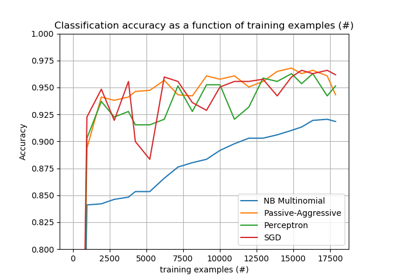 Classification accuracy as a function of training examples (#)
1.000
0.975
0.950
0.925
0.900
0.875
0.850
0.825
0.800
Accuracy
NB Multinomial
Passive-Aggressive
Perceptron
SGD
0 2500 5000 7500 10000 12500 15000 17500
training examples (#)